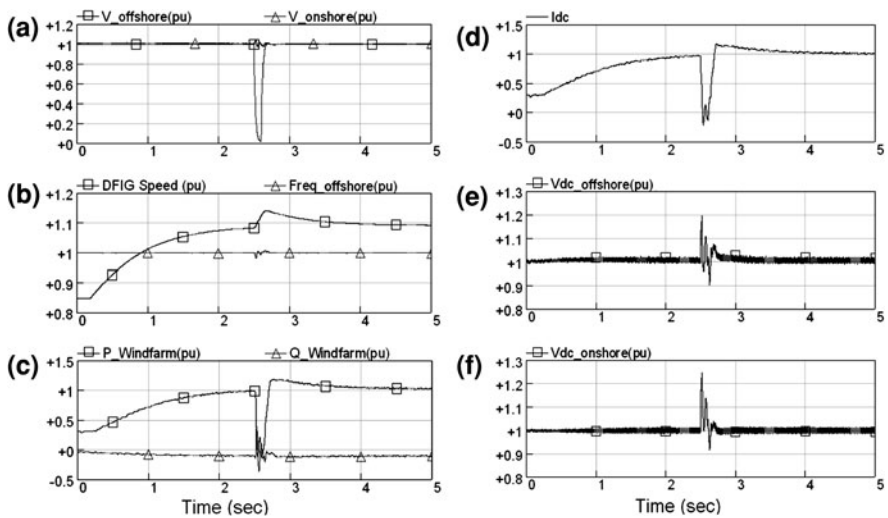 (a)
V_offshore(pu) V_onshore(pu)
+1.2
+1
+0.8
+0.6
+0.4
+0.2
+0
0 1 2 3 4 5
(b)
DFIG Speed (pu) Freq_offshore(pu)
+1.2
+1.1
+1
+0.9
+0.8
0 1 2 3 4 5
(c)
P_Windfarm(pu) Q_Windfarm(pu)
+1.5
+1
+0.5
+0
-0.5
0 1 2 3 4 5
Time (sec)
(d)
Idc
+1.5
+1
+0.5
+0
-0.5
0 1 2 3 4 5
(e)
Vdc_offshore(pu)
+1.3
+1.2
+1.1
+1
+0.9
+0.8
0 1 2 3 4 5
(f)
Vdc_onshore(pu)
+1.3
+1.2
+1.1
+1
+0.9
+0.8
0 1 2 3 4 5
Time (sec)